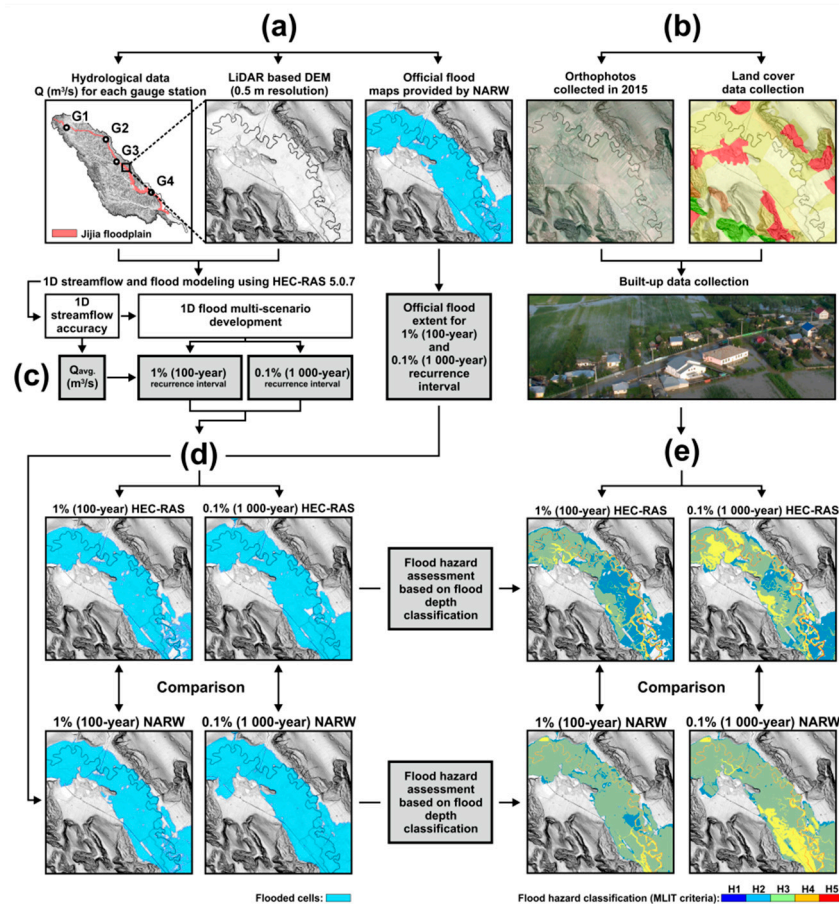 (a)
(b)
Hydrological data
Q (m³/s) for each gauge station
LiDAR based DEM
(0.5 m resolution)
Official flood
maps provided by NARW
Orthophotos
collected in 2015
Land cover
data collection
G1
G2
G3
G4
Jijia floodplain
1D streamflow and flood modeling using HEC-RAS 5.0.7
Built-up data collection
1D
streamflow
accuracy
1D flood multi-scenario
development
Official flood
extent for
1% (100-year)
and
0.1% (1 000-year)
recurrence
interval
(c)
Qavg.
(m³/s)
1% (100-year)
recurrence interval
0.1% (1 000-year)
recurrence interval
(d)
(e)
1% (100-year) HEC-RAS
0.1% (1 000-year) HEC-RAS
1% (100-year) HEC-RAS
0.1% (1 000-year) HEC-RAS
Flood hazard
assessment
based on flood
depth
classification
Comparison
Comparison
1% (100-year) NARW
0.1% (1 000-year) NARW
1% (100-year) NARW
0.1% (1 000-year) NARW
Flood hazard
assessment
based on flood
depth
classification
Flooded cells:
Flood hazard classification (MLIT criteria):
H1 H2 H3 H4 H5